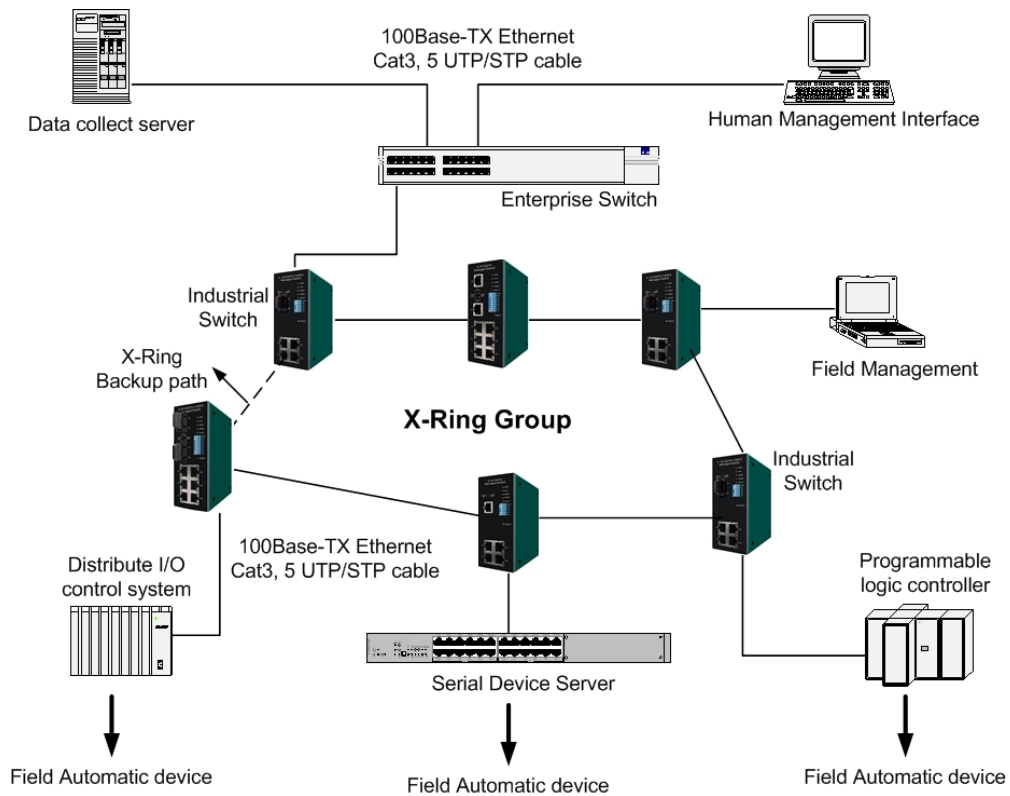 100Base-TX Ethernet
Cat3, 5 UTP/STP cable
Data collect server
Human Management Interface
Enterprise Switch
Industrial
Switch
X-Ring
Backup path
Field Management
X-Ring Group
Industrial
Switch
100Base-TX Ethernet
Cat3, 5 UTP/STP cable
Distribute I/O
control system
Programmable
logic controller
Serial Device Server
Field Automatic device
Field Automatic device
Field Automatic device